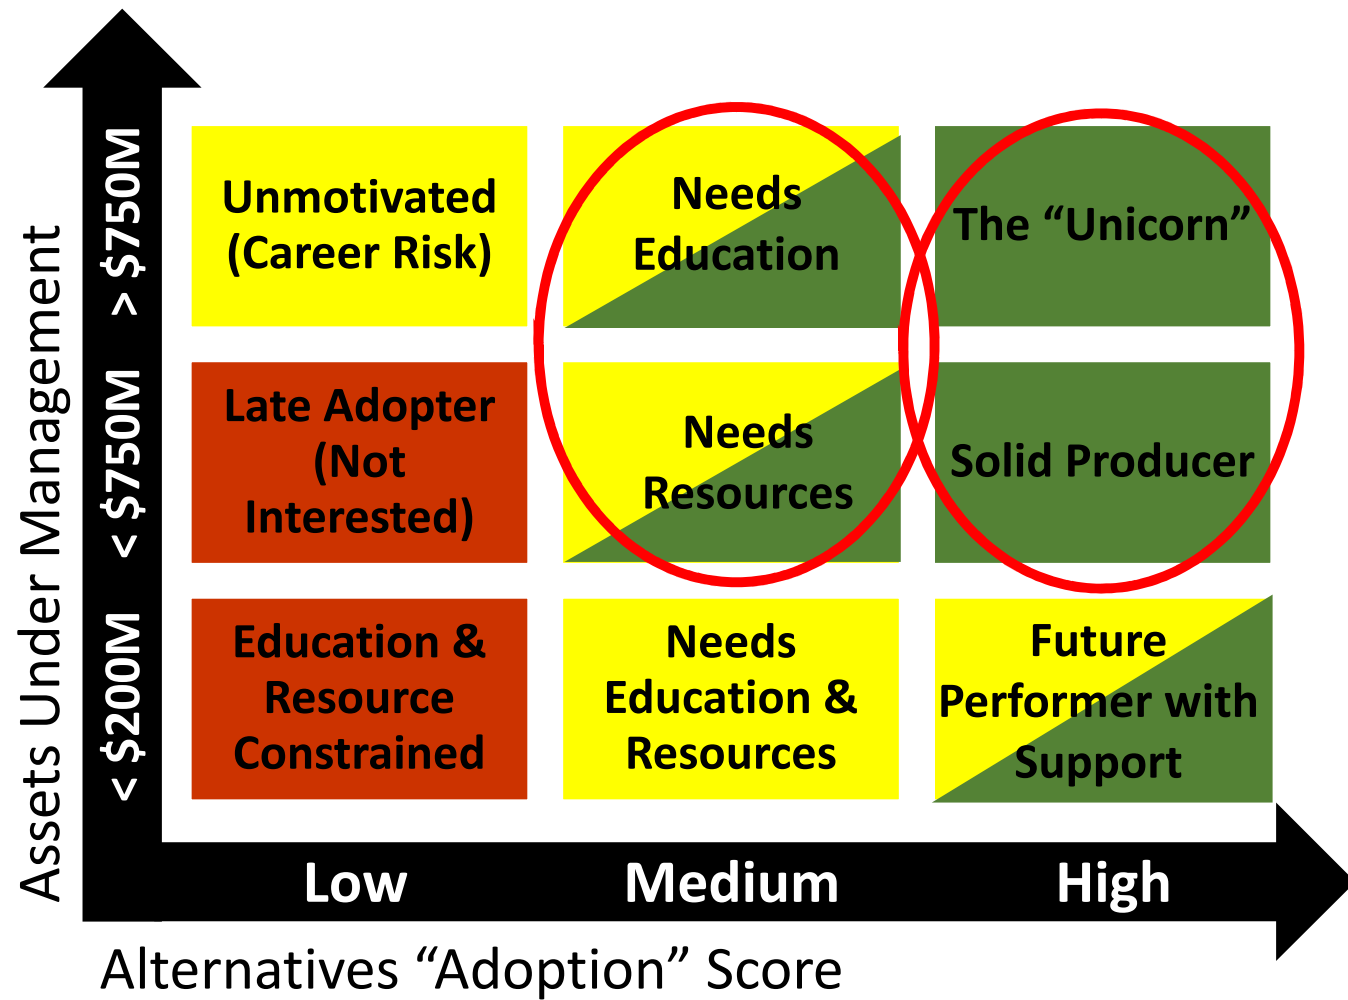 Assets Under Management
> $750M
< $750M
< $200M
Unmotivated
(Career Risk)
Needs
Education
The “Unicorn”
Late Adopter
(Not
Interested)
Needs
Resources
Solid Producer
Education &
Resource
Constrained
Needs
Education &
Resources
Future
Performer with
Support
Low
Medium
High
Alternatives “Adoption” Score